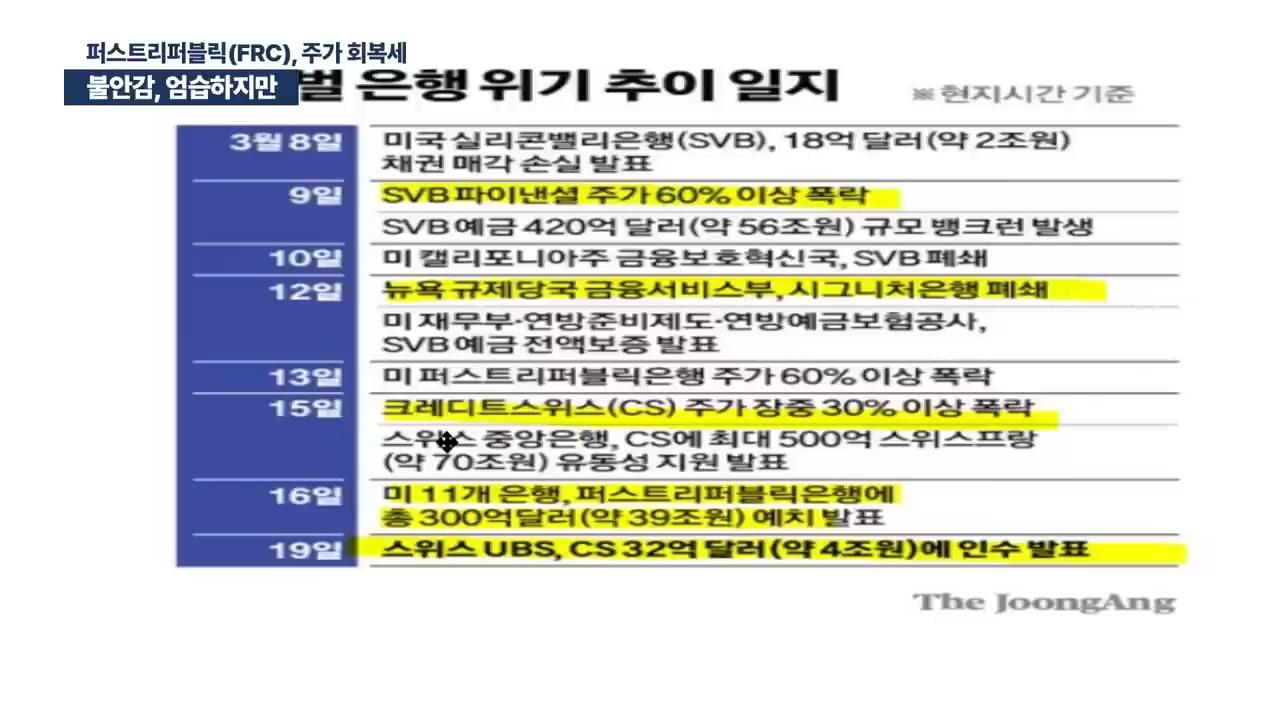 퍼스트리퍼블릭(FRC), 주가 회복세
불안감, 엄습하지만
벌 은행 위기 추이 일지
※ 현지시간 기준
3월 8일
미국 실리콘밸리은행(SVB), 18억 달러(약 2조원)
채권 매각 손실 발표
9일
SVB 파이낸셜 주가 60% 이상 폭락
SVB 예금 420억 달러(약 56조원) 규모 뱅크런 발생
10일
미 캘리포니아주 금융보호혁신국, SVB 폐쇄
12일
뉴욕 규제당국 금융서비스부, 시그니처은행 폐쇄
미 재무부·연방준비제도·연방예금보험공사,
SVB 예금 전액보증 발표
13일
미 퍼스트리퍼블릭은행 주가 60% 이상 폭락
15일
크레디트스위스(CS) 주가 장중 30% 이상 폭락
스위스 중앙은행, CS에 최대 500억 스위스프랑
(약 70조원) 유동성 지원 발표
16일
미 11개 은행, 퍼스트리퍼블릭은행에
총 300억달러(약 39조원) 예치 발표
19일
스위스 UBS, CS 32억 달러(약 4조원)에 인수 발표
The JoongAng